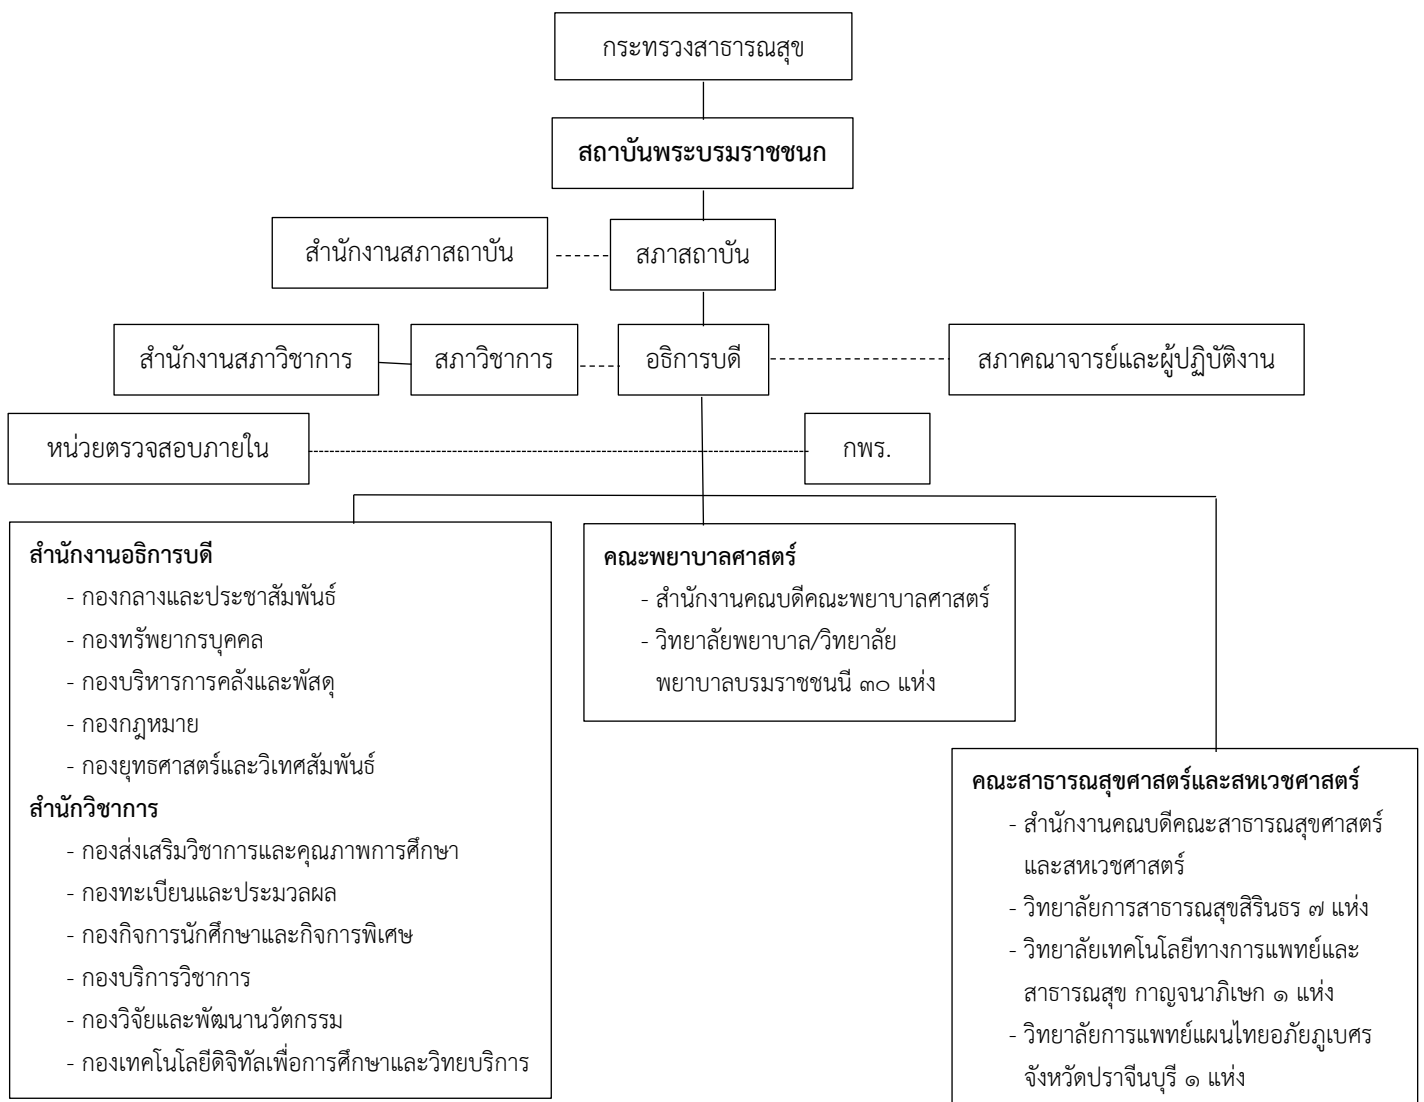 กระทรวงสาธารณสุข
สถาบันพระบรมราชชนก
สำนักงานสภาสถาบัน
สภาสถาบัน
สำนักงานสภาวิชาการ
สภาวิชาการ
อธิการบดี
สภาคณาจารย์และผู้ปฏิบัติงาน
หน่วยตรวจสอบภายใน
กพร.
สำนักงานอธิการบดี
- กองกลางและประชาสัมพันธ์
- กองทรัพยากรบุคคล
- กองบริหารการคลังและพัสดุ
- กองกฎหมาย
- กองยุทธศาสตร์และวิเทศสัมพันธ์
สำนักวิชาการ
- กองส่งเสริมวิชาการและคุณภาพการศึกษา
- กองทะเบียนและประมวลผล
- กองกิจการนักศึกษาและกิจการพิเศษ
- กองบริการวิชาการ
- กองวิจัยและพัฒนานวัตกรรม
- กองเทคโนโลยีดิจิทัลเพื่อการศึกษาและวิทยบริการ
คณะพยาบาลศาสตร์
- สำนักงานคณบดีคณะพยาบาลศาสตร์
- วิทยาลัยพยาบาล/วิทยาลัย
พยาบาลบรมราชชนนี ๓๐ แห่ง
คณะสาธารณสุขศาสตร์และสหเวชศาสตร์
- สำนักงานคณบดีคณะสาธารณสุขศาสตร์
และสหเวชศาสตร์
- วิทยาลัยการสาธารณสุขสิรินธร ๗ แห่ง
- วิทยาลัยเทคโนโลยีทางการแพทย์และ
สาธารณสุข กาญจนาภิเษก ๑ แห่ง
- วิทยาลัยการแพทย์แผนไทยอภัยภูเบศร
จังหวัดปราจีนบุรี ๑ แห่ง